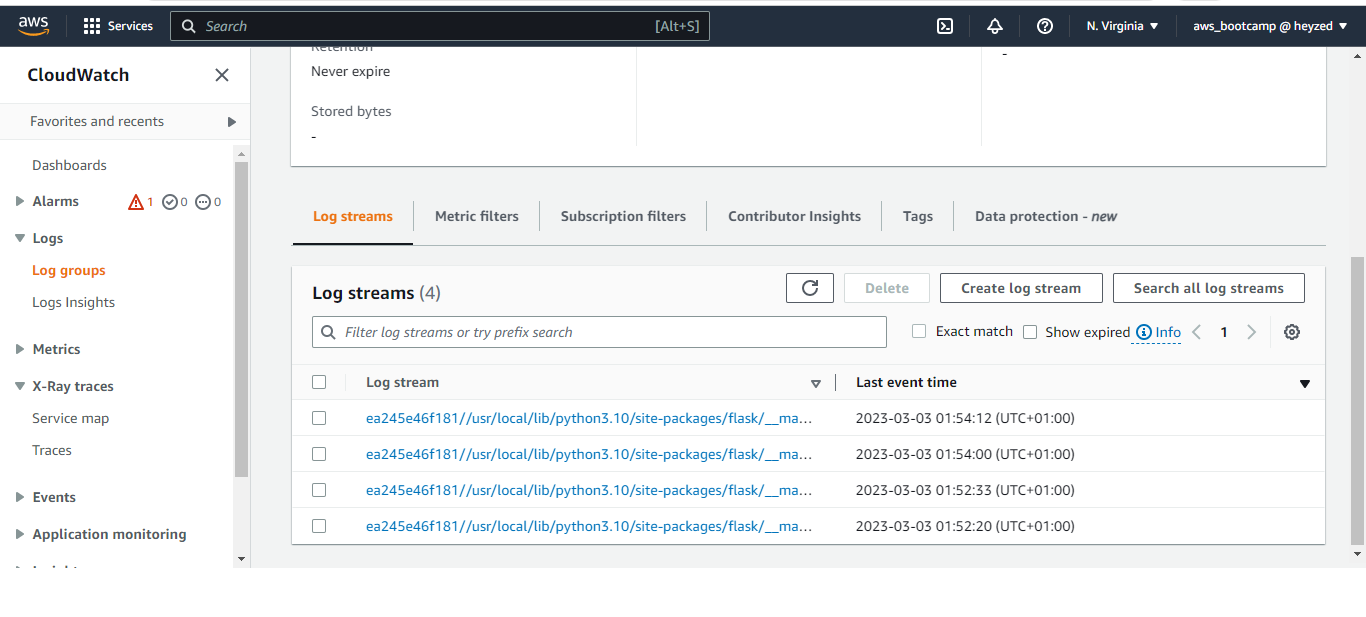 aws
Services
Search
[Alt+S]
N. Virginia
aws_bootcamp @ heyzed
CloudWatch
Favorites and recents
Dashboards
Alarms
1
0
0
Logs
Log groups
Logs Insights
Metrics
X-Ray traces
Service map
Traces
Events
Application monitoring
Retention
Never expire
Stored bytes
-
-
Log streams
Metric filters
Subscription filters
Contributor Insights
Tags
Data protection - new
Log streams (4)
Delete
Create log stream
Search all log streams
Filter log streams or try prefix search
Exact match
Show expired
Info
1
Log stream
Last event time
ea245e46f181//usr/local/lib/python3.10/site-packages/flask/__ma...
2023-03-03 01:54:12 (UTC+01:00)
ea245e46f181//usr/local/lib/python3.10/site-packages/flask/__ma...
2023-03-03 01:54:00 (UTC+01:00)
ea245e46f181//usr/local/lib/python3.10/site-packages/flask/__ma...
2023-03-03 01:52:33 (UTC+01:00)
ea245e46f181//usr/local/lib/python3.10/site-packages/flask/__ma...
2023-03-03 01:52:20 (UTC+01:00)